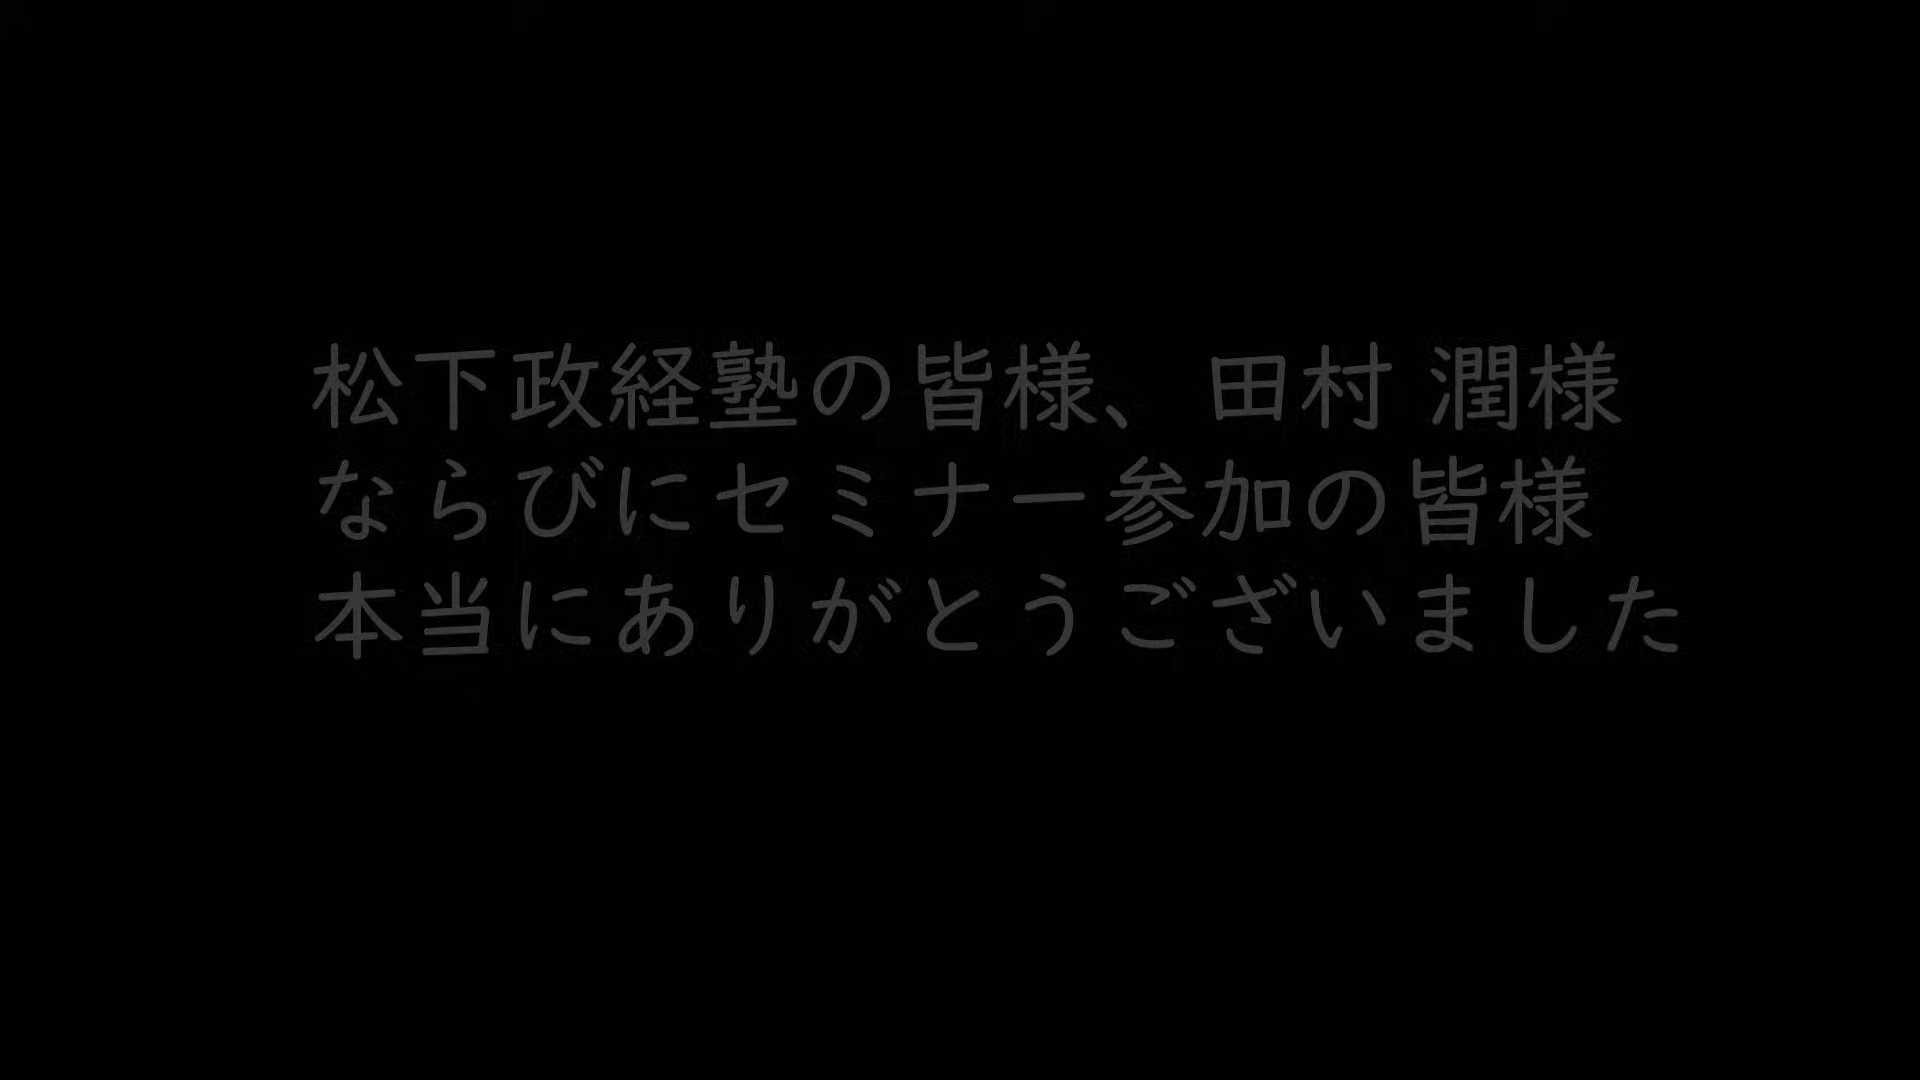 松下政経塾の皆様、田村 潤様
ならびにセミナー参加の皆様
本当にありがとうございました